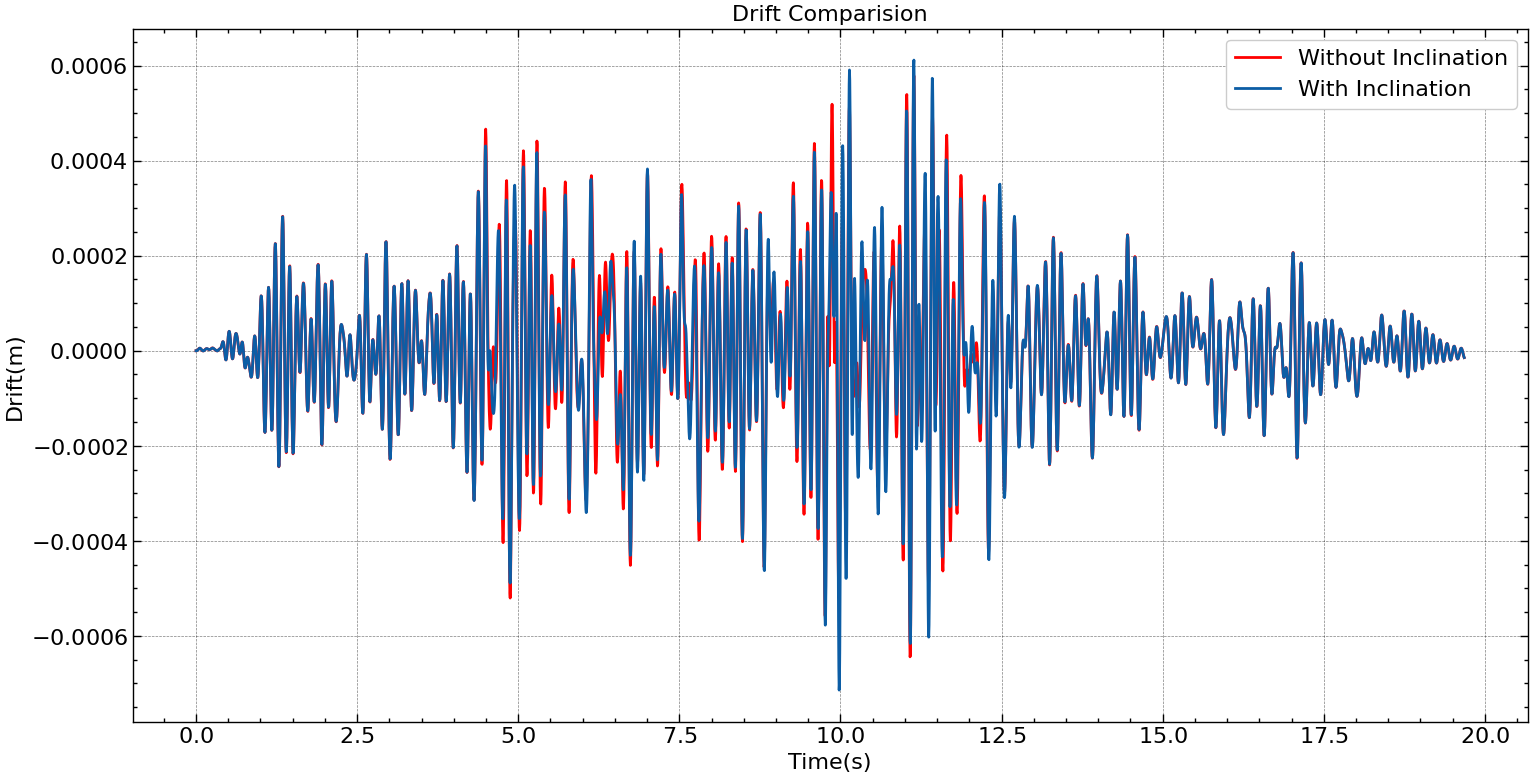 Drift Comparision
Without Inclination
With Inclination
0.0006
0.0004
0.0002
0.0000
−0.0002
−0.0004
−0.0006
Drift(m)
0.0 2.5 5.0 7.5 10.0 12.5 15.0 17.5 20.0
Time(s)